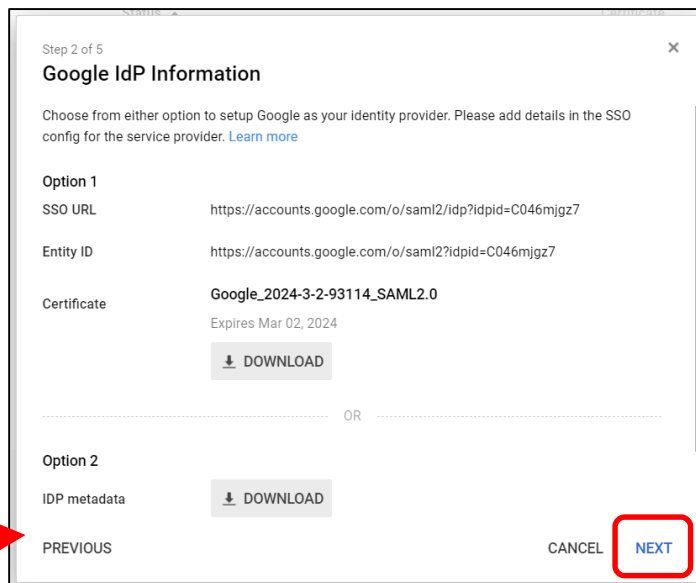 Status
Certificate
Step 2 of 5
×
Google IdP Information
Choose from either option to setup Google as your identity provider. Please add details in the SSO
config for the service provider. Learn more
Option 1
SSO URL https://accounts.google.com/o/saml2/idp?idpid=C046mjgz7
Entity ID https://accounts.google.com/o/saml2?idpid=C046mjgz7
Certificate Google_2024-3-2-93114_SAML2.0
Expires Mar 02, 2024
DOWNLOAD
OR
Option 2
IDP metadata DOWNLOAD
PREVIOUS CANCEL NEXT